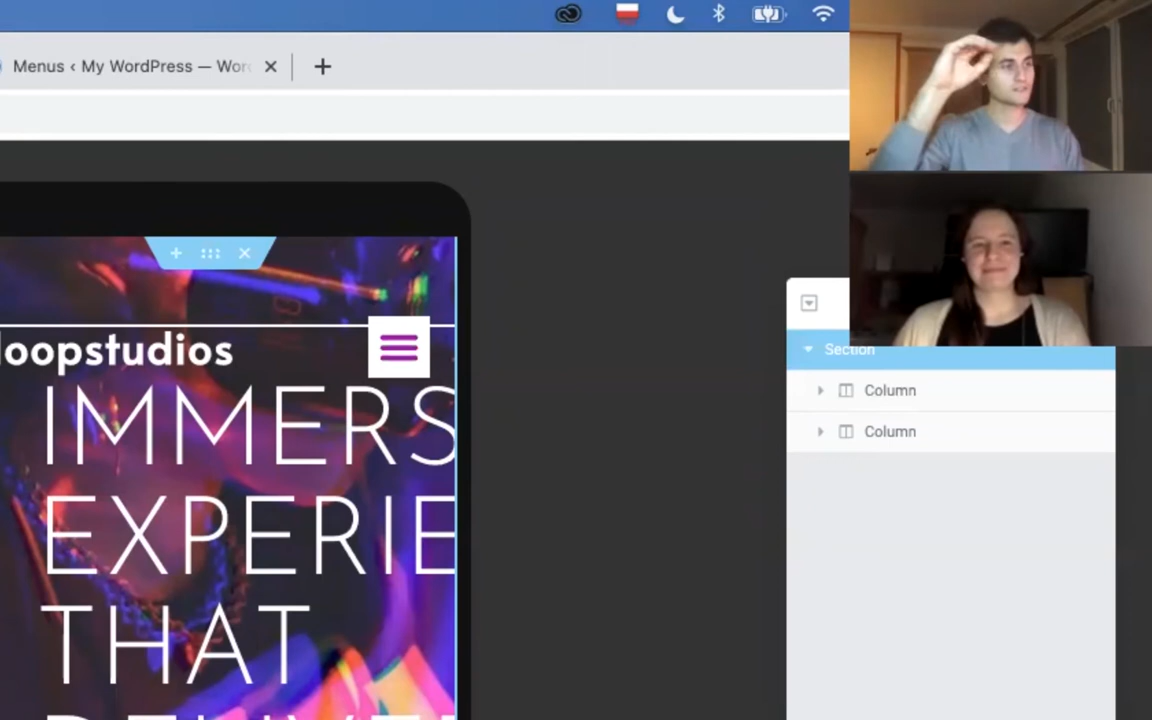 Menus ‹ My WordPress — Wor
loopstudios
IMMERS
EXPERIE
THAT
Section
Column
Column